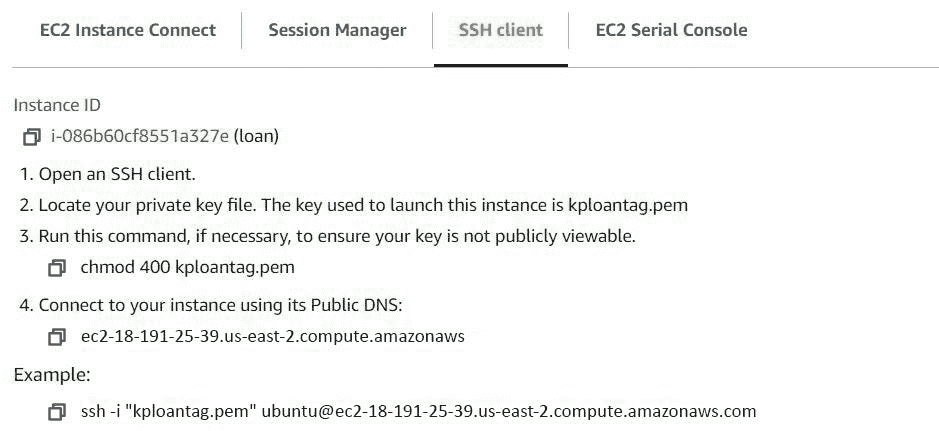 EC2 Instance Connect Session Manager SSH client EC2 Serial Console
Instance ID
i-086b60cf8551a327e (loan)
1. Open an SSH client.
2. Locate your private key file. The key used to launch this instance is kploantag.pem
3. Run this command, if necessary, to ensure your key is not publicly viewable.
chmod 400 kploantag.pem
4. Connect to your instance using its Public DNS:
ec2-18-191-25-39.us-east-2.compute.amazonaws
Example:
ssh -i "kploantag.pem" ubuntu@ec2-18-191-25-39.us-east-2.compute.amazonaws.com